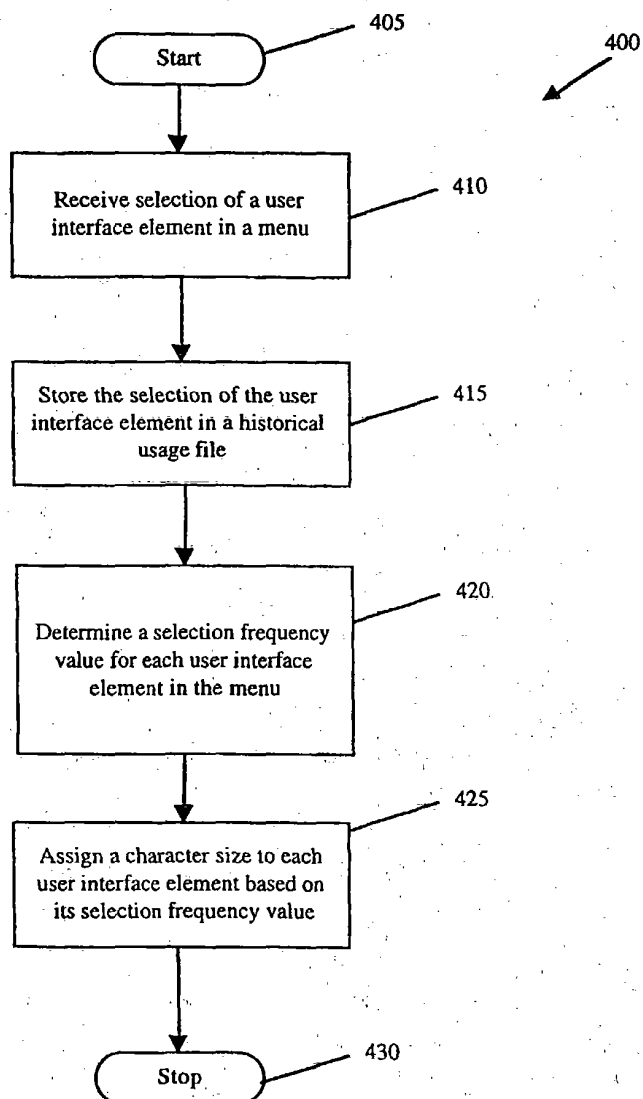 405
Start
400
Receive selection of a user
interface element in a menu
410
Store the selection of the user
interface element in a historical
usage file
415
420
Determine a selection frequency
value for each user interface
element in the menu
425
Assign a character size to each
user interface element based on
its selection frequency value
430
Stop